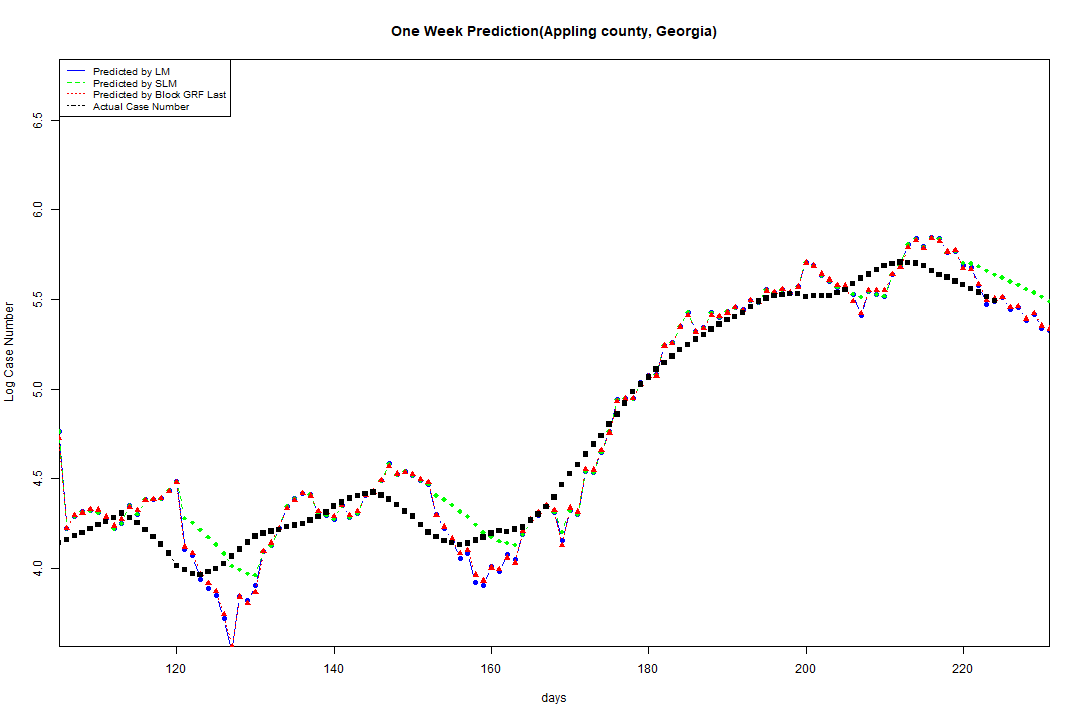 One Week Prediction(Appling county, Georgia)
Predicted by LM
Predicted by SLM
Predicted by Block GRF Last
Actual Case Number
Log Case Number
6.5
6.0
5.5
5.0
4.5
4.0
120 140 160 180 200 220
days